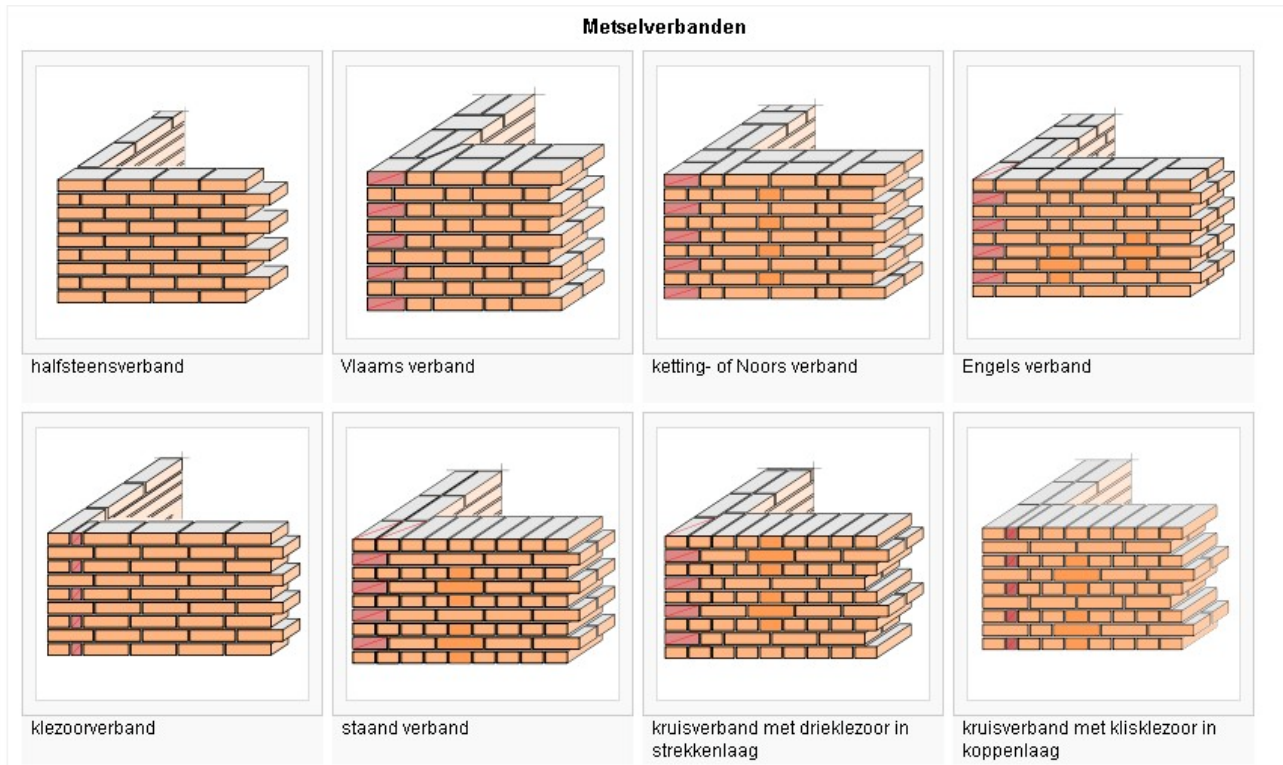 Metselverbanden
halfsteensverband
Vlaams verband
ketting- of Noors verband
Engels verband
klezoorverband
staand verband
kruisverband met drieklezoor in
strekkenlaag
kruisverband met klisklezoor in
koppenlaag